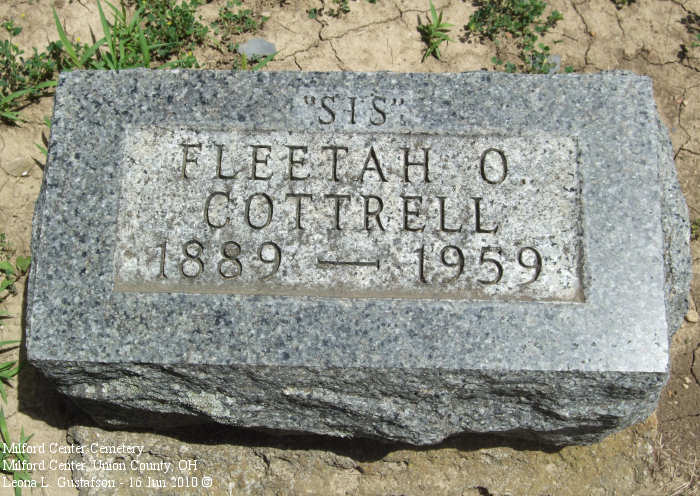 "SIS"
FLEETAH O.
COTTRELL
1889 — 1959
Milford Center Cemetery
Milford Center, Union County, OH
Leona L. Gustafson - 16 Jun 2010 ©